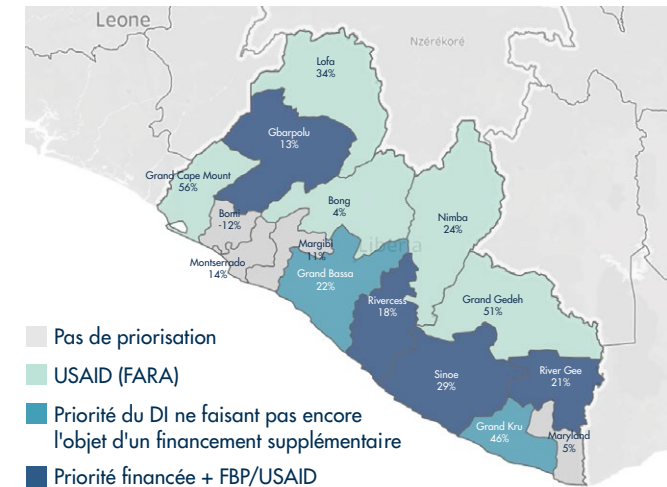 Leone
Nzérékoré
Lofa
34%
Gbarpolu
13%
Grand Cape Mount
56%
Bomi
-12%
Bong
4%
Nimba
24%
Margibi
11%
Liberia
Montserrado
14%
Grand Bassa
22%
Rivercess
18%
Grand Gedeh
51%
Sinoe
29%
River Gee
21%
Grand Kru
46%
Maryland
5%
Pas de priorisation
USAID (FARA)
Priorité du DI ne faisant pas encore
l'objet d'un financement supplémentaire
Priorité financée + FBP/USAID